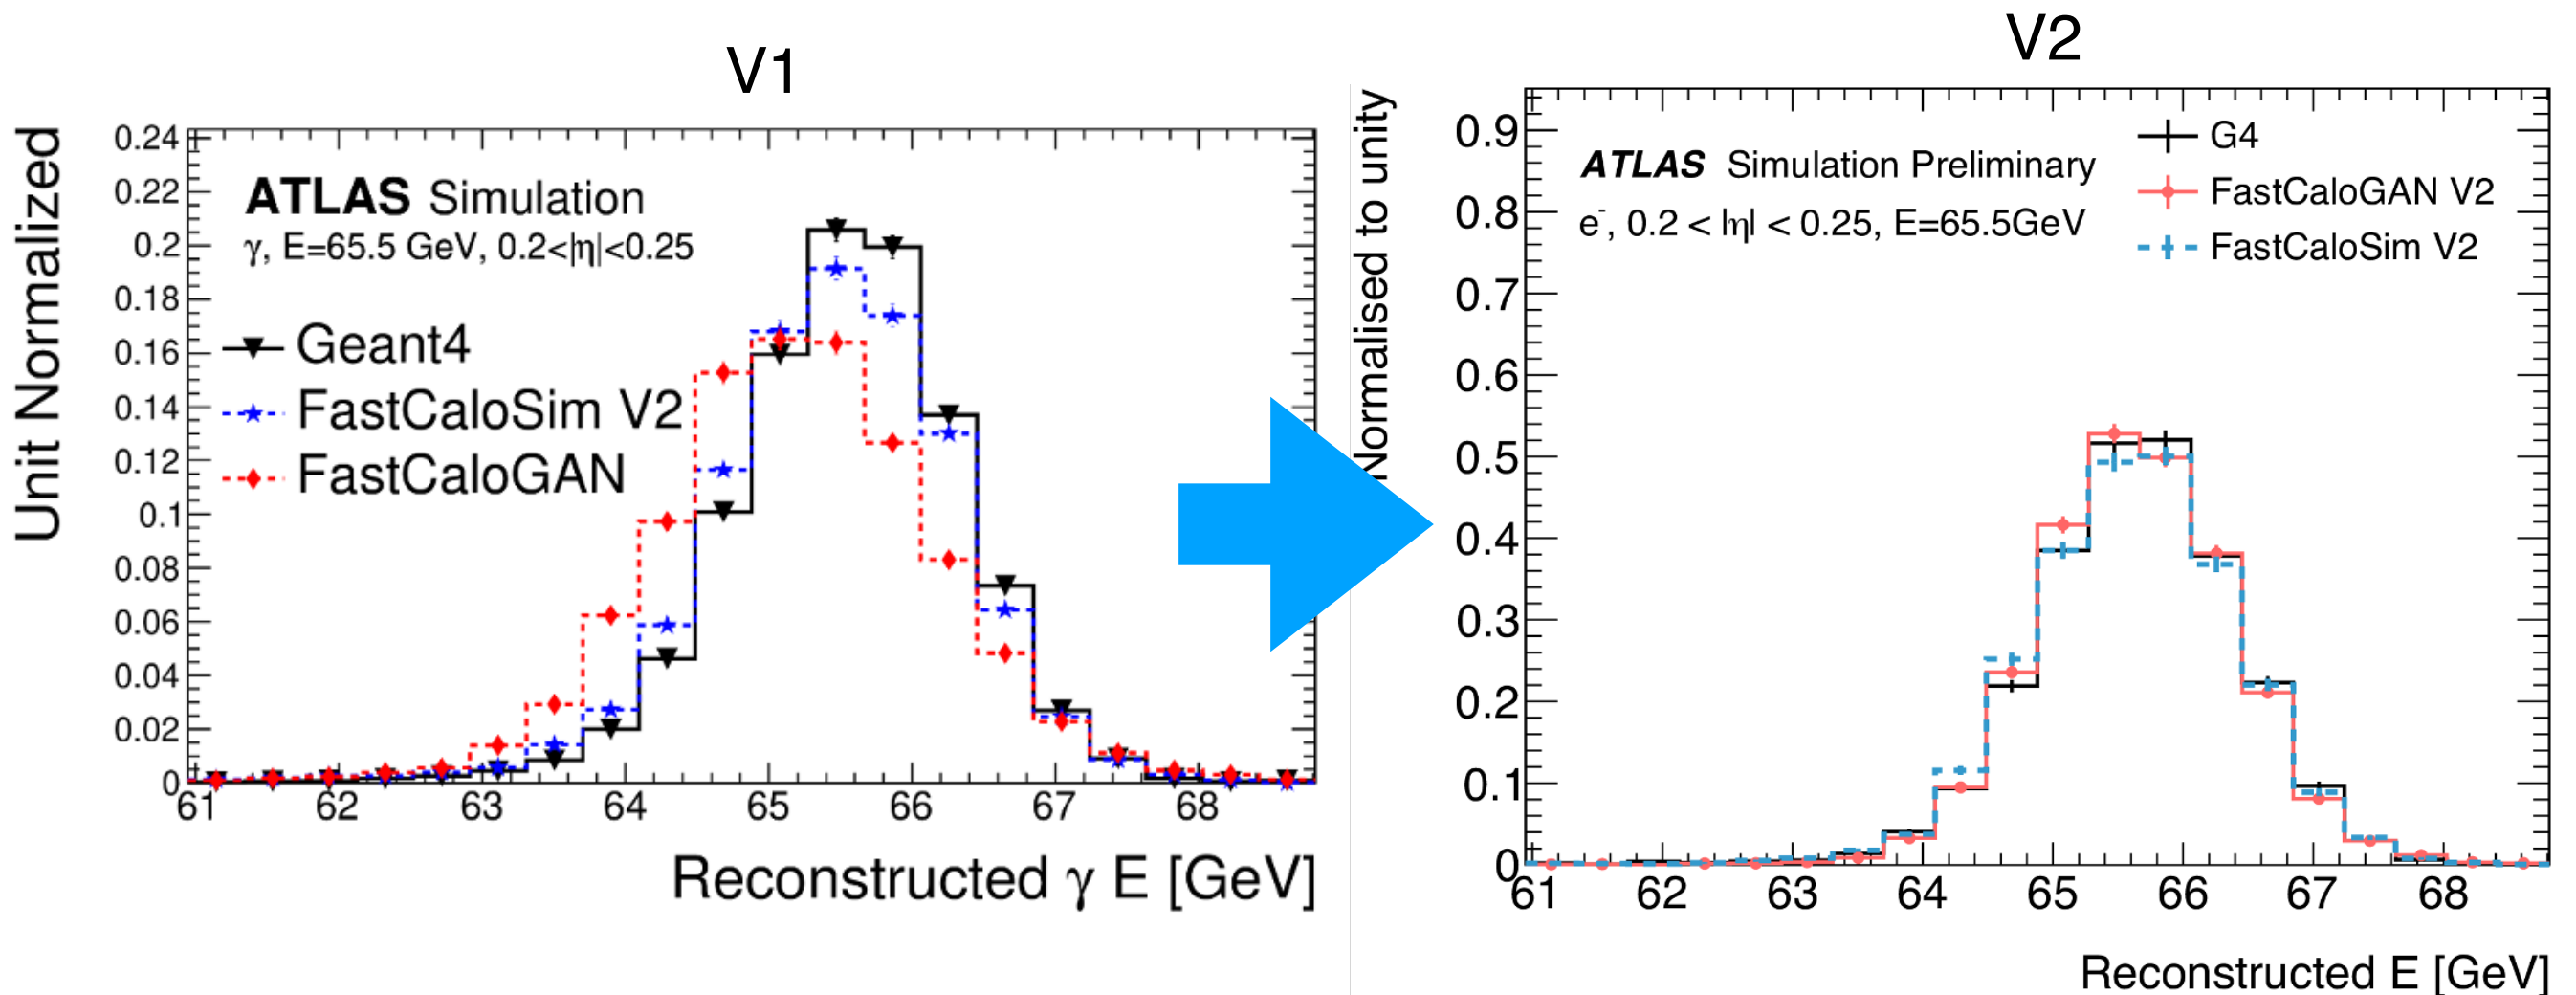 V1
Unit Normalized
0.24
0.22
0.2
0.18
0.16
0.14
0.12
0.1
0.08
0.06
0.04
0.02
0
ATLAS Simulation
γ, E=65.5 GeV, 0.2<|η|<0.25
Geant4
FastCaloSim V2
FastCaloGAN
61 62 63 64 65 66 67 68
Reconstructed γ E [GeV]
V2
Normalised to unity
0.9
0.8
0.7
0.6
0.5
0.4
0.3
0.2
0.1
0
ATLAS Simulation Preliminary
e⁻, 0.2 < |η| < 0.25, E=65.5GeV
G4
FastCaloGAN V2
FastCaloSim V2
61 62 63 64 65 66 67 68
Reconstructed E [GeV]